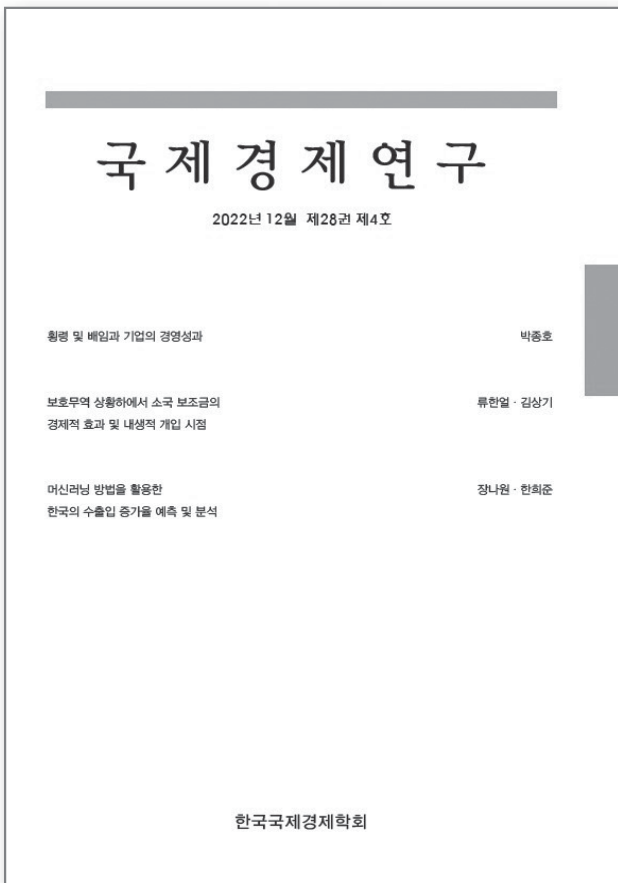 국제경제연구
2022년 12월 제28권 제4호
횡령 및 배임과 기업의 경영성과 박종호
보호무역 상황하에서 소국 보조금의 류한얼 · 김상기
경제적 효과 및 내생적 개입 시점
머신러닝 방법을 활용한 장나원 · 한희준
한국의 수출입 증가율 예측 및 분석
한국국제경제학회